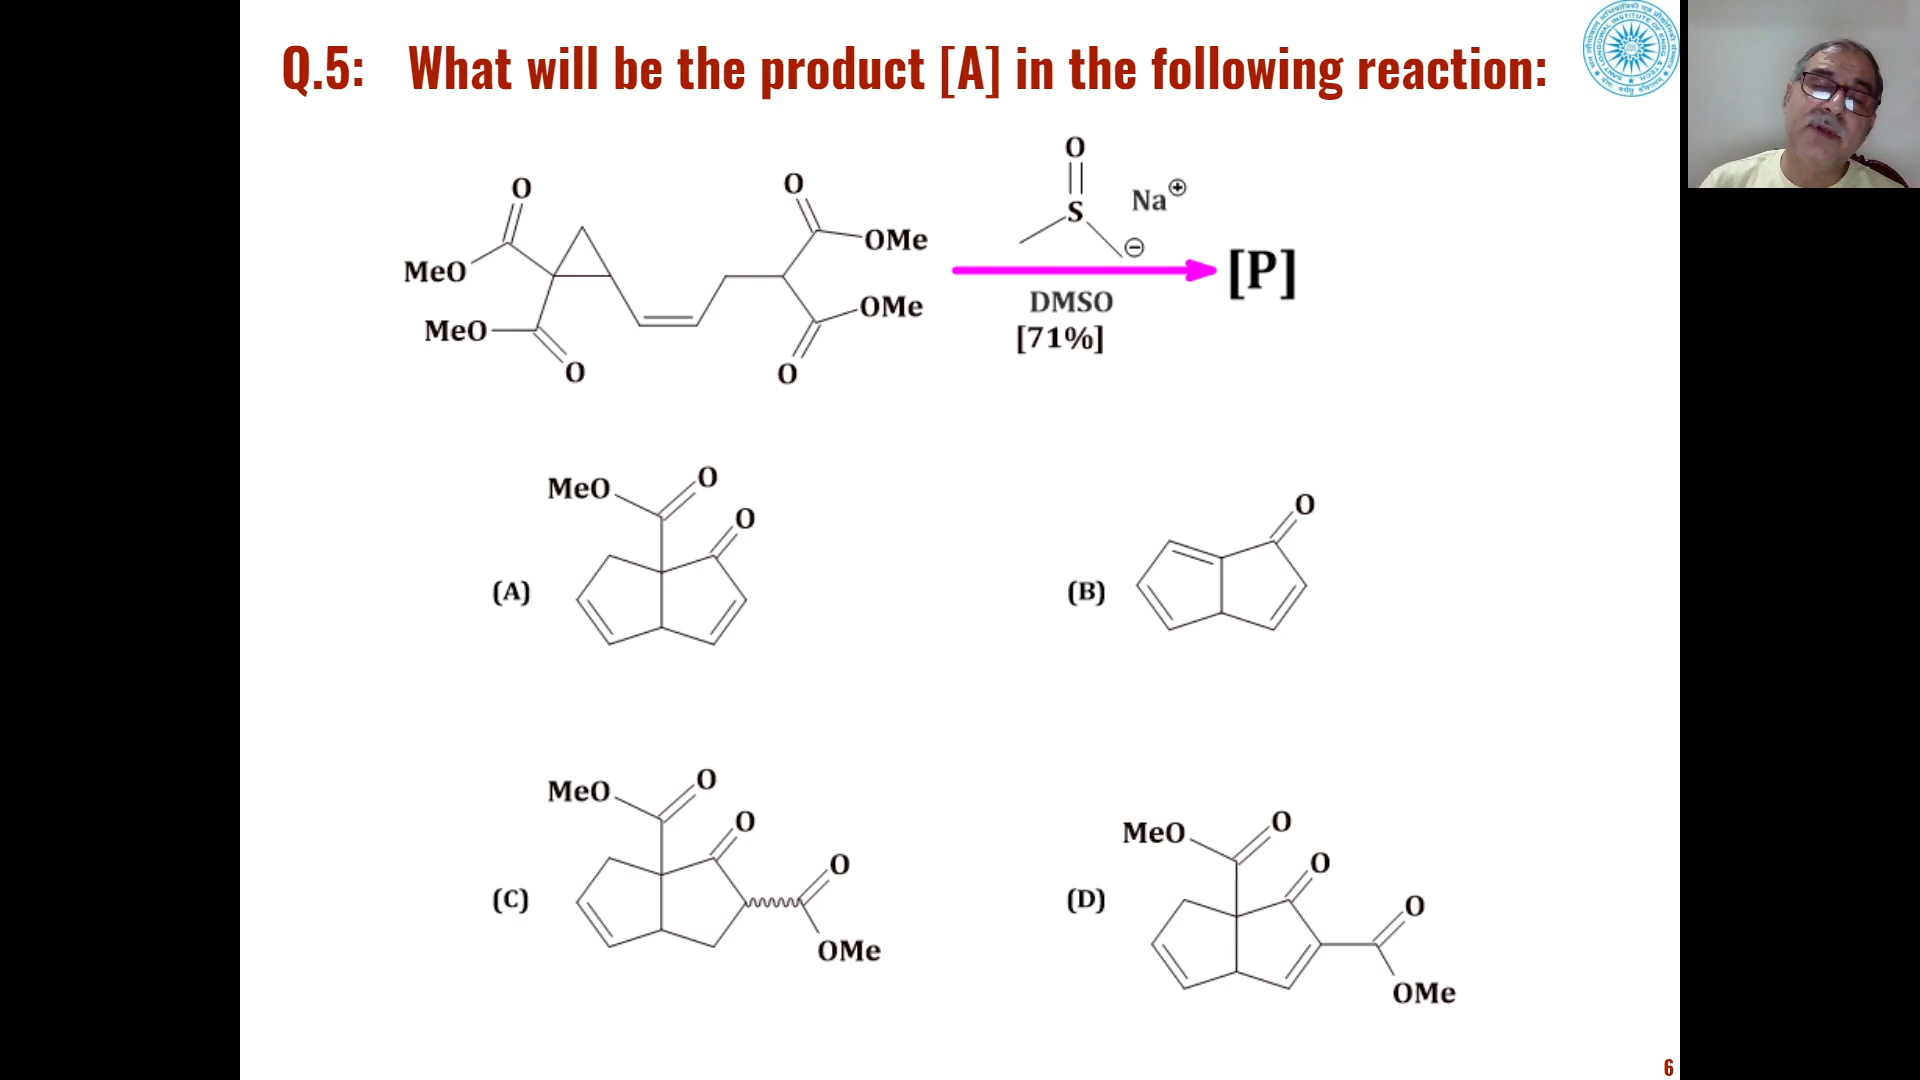 Q.5: What will be the product [A] in the following reaction:
O
O
MeO
OMe
MeO
OMe
O
O
O
S
Na⊕
⊖
[P]
DMSO
[71%]
(A)
MeO
O
O
(B)
O
(C)
MeO
O
O
O
OMe
(D)
MeO
O
O
O
OMe
6